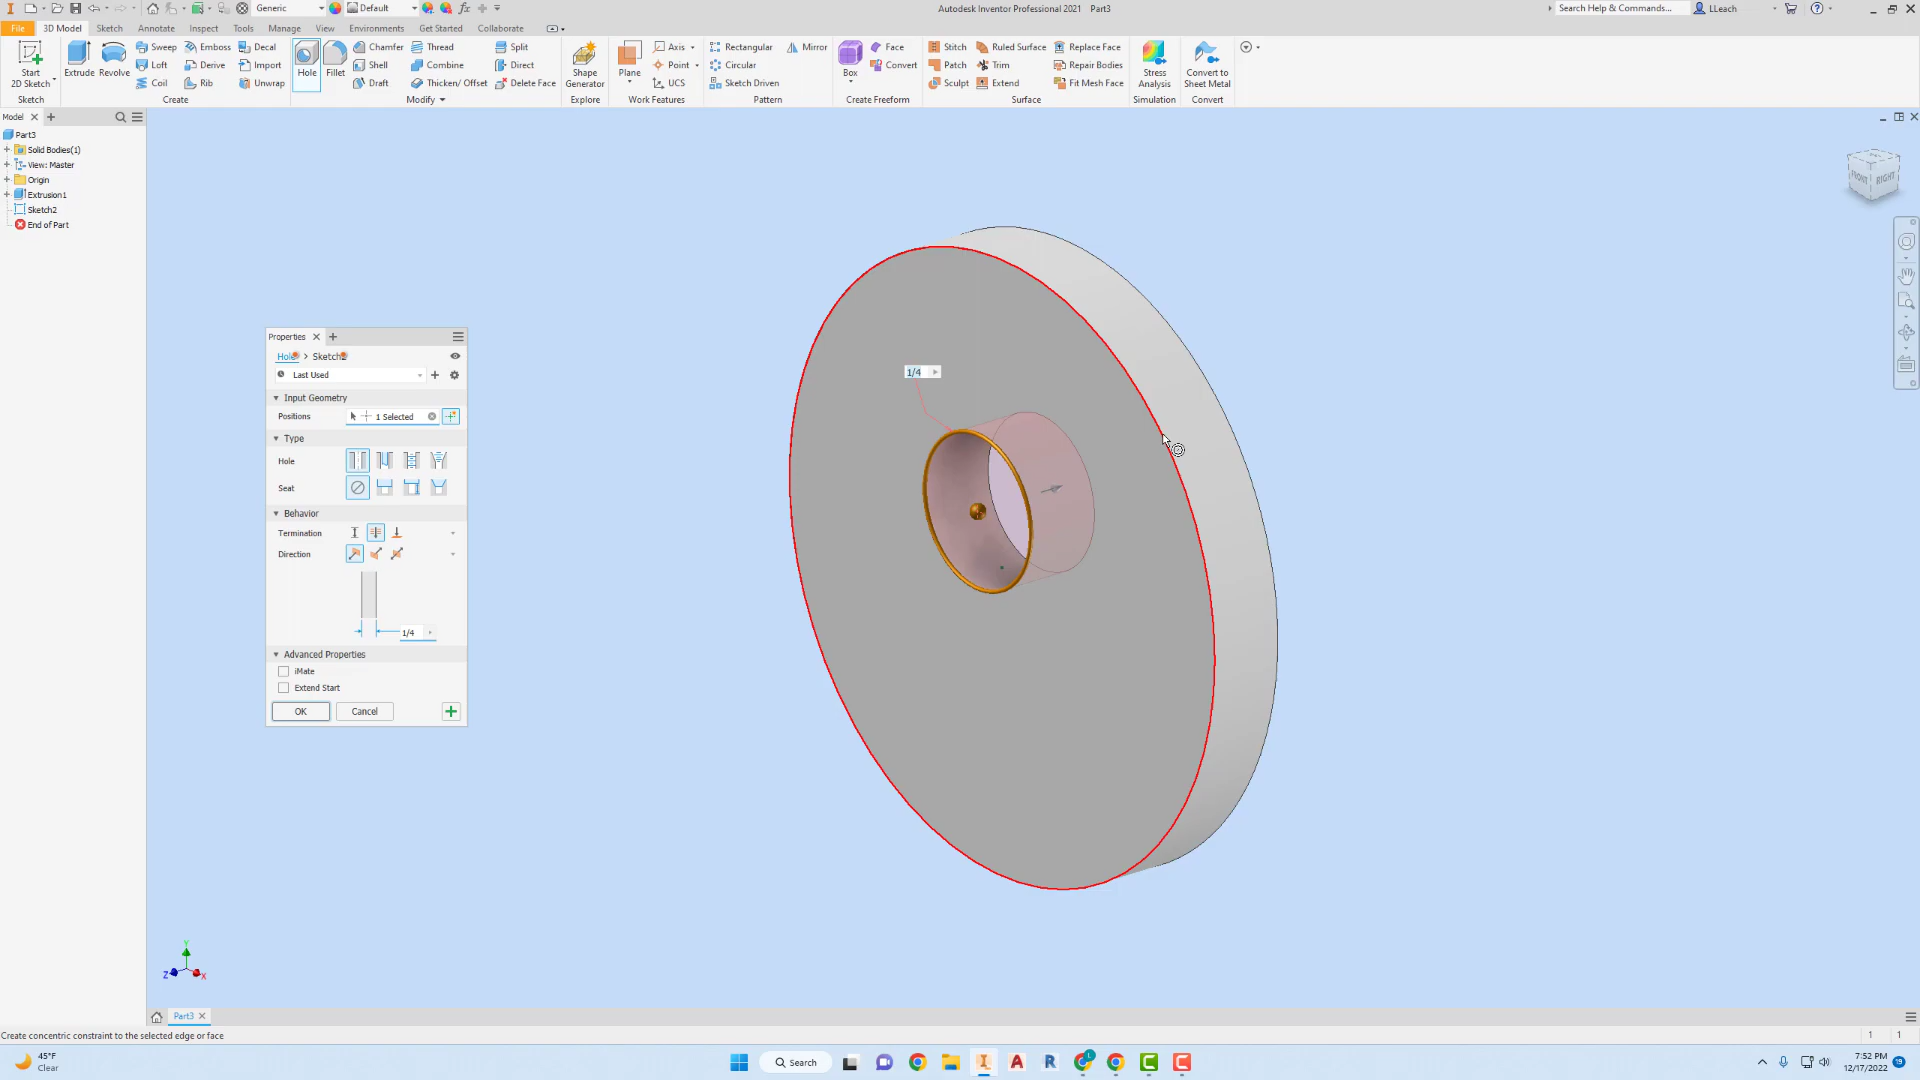 Generic
Default
Autodesk Inventor Professional 2021 Part3
Search Help & Commands...
LLeach
File
3D Model
Sketch
Annotate
Inspect
Tools
Manage
View
Environments
Get Started
Collaborate
Start
2D Sketch
Extrude
Revolve
Sweep
Loft
Coil
Emboss
Derive
Rib
Decal
Import
Unwrap
Hole
Fillet
Chamfer
Shell
Draft
Thread
Combine
Thicken/ Offset
Split
Direct
Delete Face
Shape
Generator
Plane
Axis
Point
UCS
Rectangular
Circular
Sketch Driven
Mirror
Box
Face
Convert
Stitch
Patch
Sculpt
Ruled Surface
Trim
Extend
Replace Face
Repair Bodies
Fit Mesh Face
Stress
Analysis
Convert to
Sheet Metal
Sketch
Create
Modify
Explore
Work Features
Pattern
Create Freeform
Surface
Simulation
Convert
Model
Part3
Solid Bodies(1)
View: Master
Origin
Extrusion1
Sketch2
End of Part
FRONT
RIGHT
Properties
Hole > Sketch2
Last Used
Input Geometry
Positions
1 Selected
Type
Hole
Seat
Behavior
Termination
Direction
1/4
Advanced Properties
iMate
Extend Start
OK
Cancel
1/4
Y
Z
X
Part3
Create concentric constraint to the selected edge or face
1
1
45°F
Clear
Search
7:52 PM
12/17/2022
19